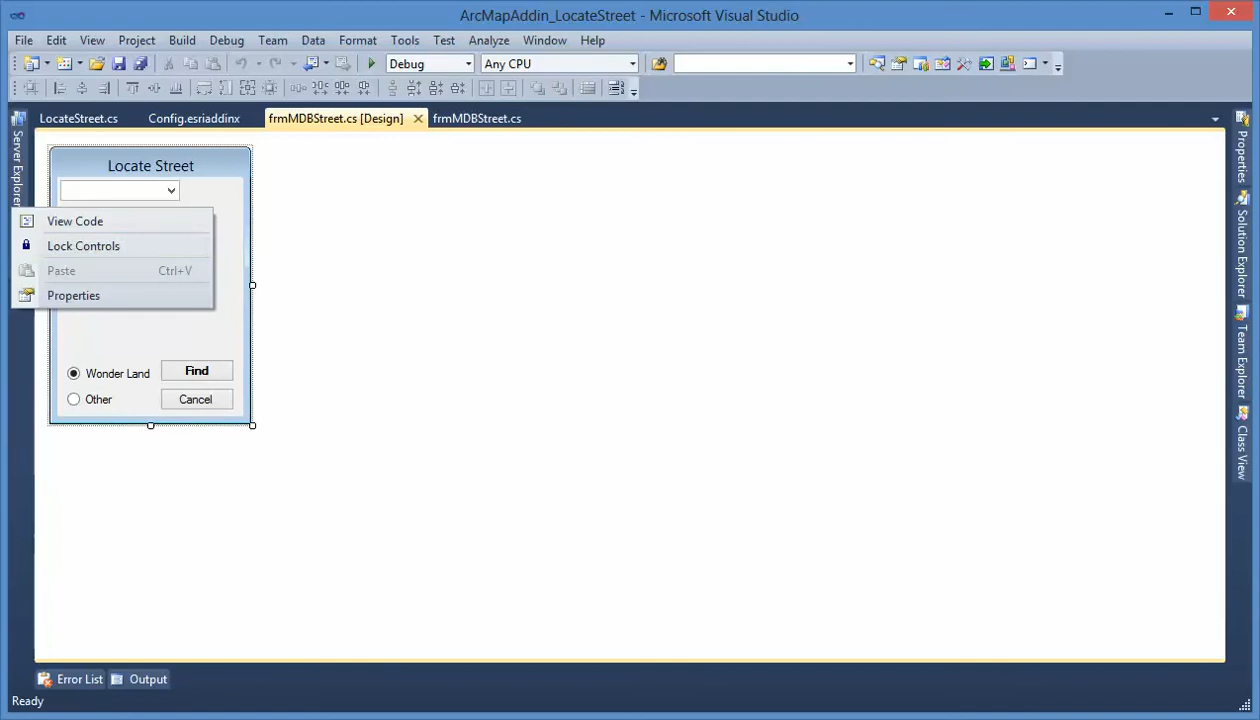 ArcMapAddin_LocateStreet - Microsoft Visual Studio
File Edit View Project Build Debug Team Data Format Tools Test Analyze Window Help
Debug Any CPU
LocateStreet.cs Config.esriaddinx frmMDBStreet.cs [Design] frmMDBStreet.cs
Server Explorer
Locate Street
View Code
Lock Controls
Paste Ctrl+V
Properties
Wonder Land Find
Other Cancel
Properties
Solution Explorer
Team Explorer
Class View
Error List Output
Ready